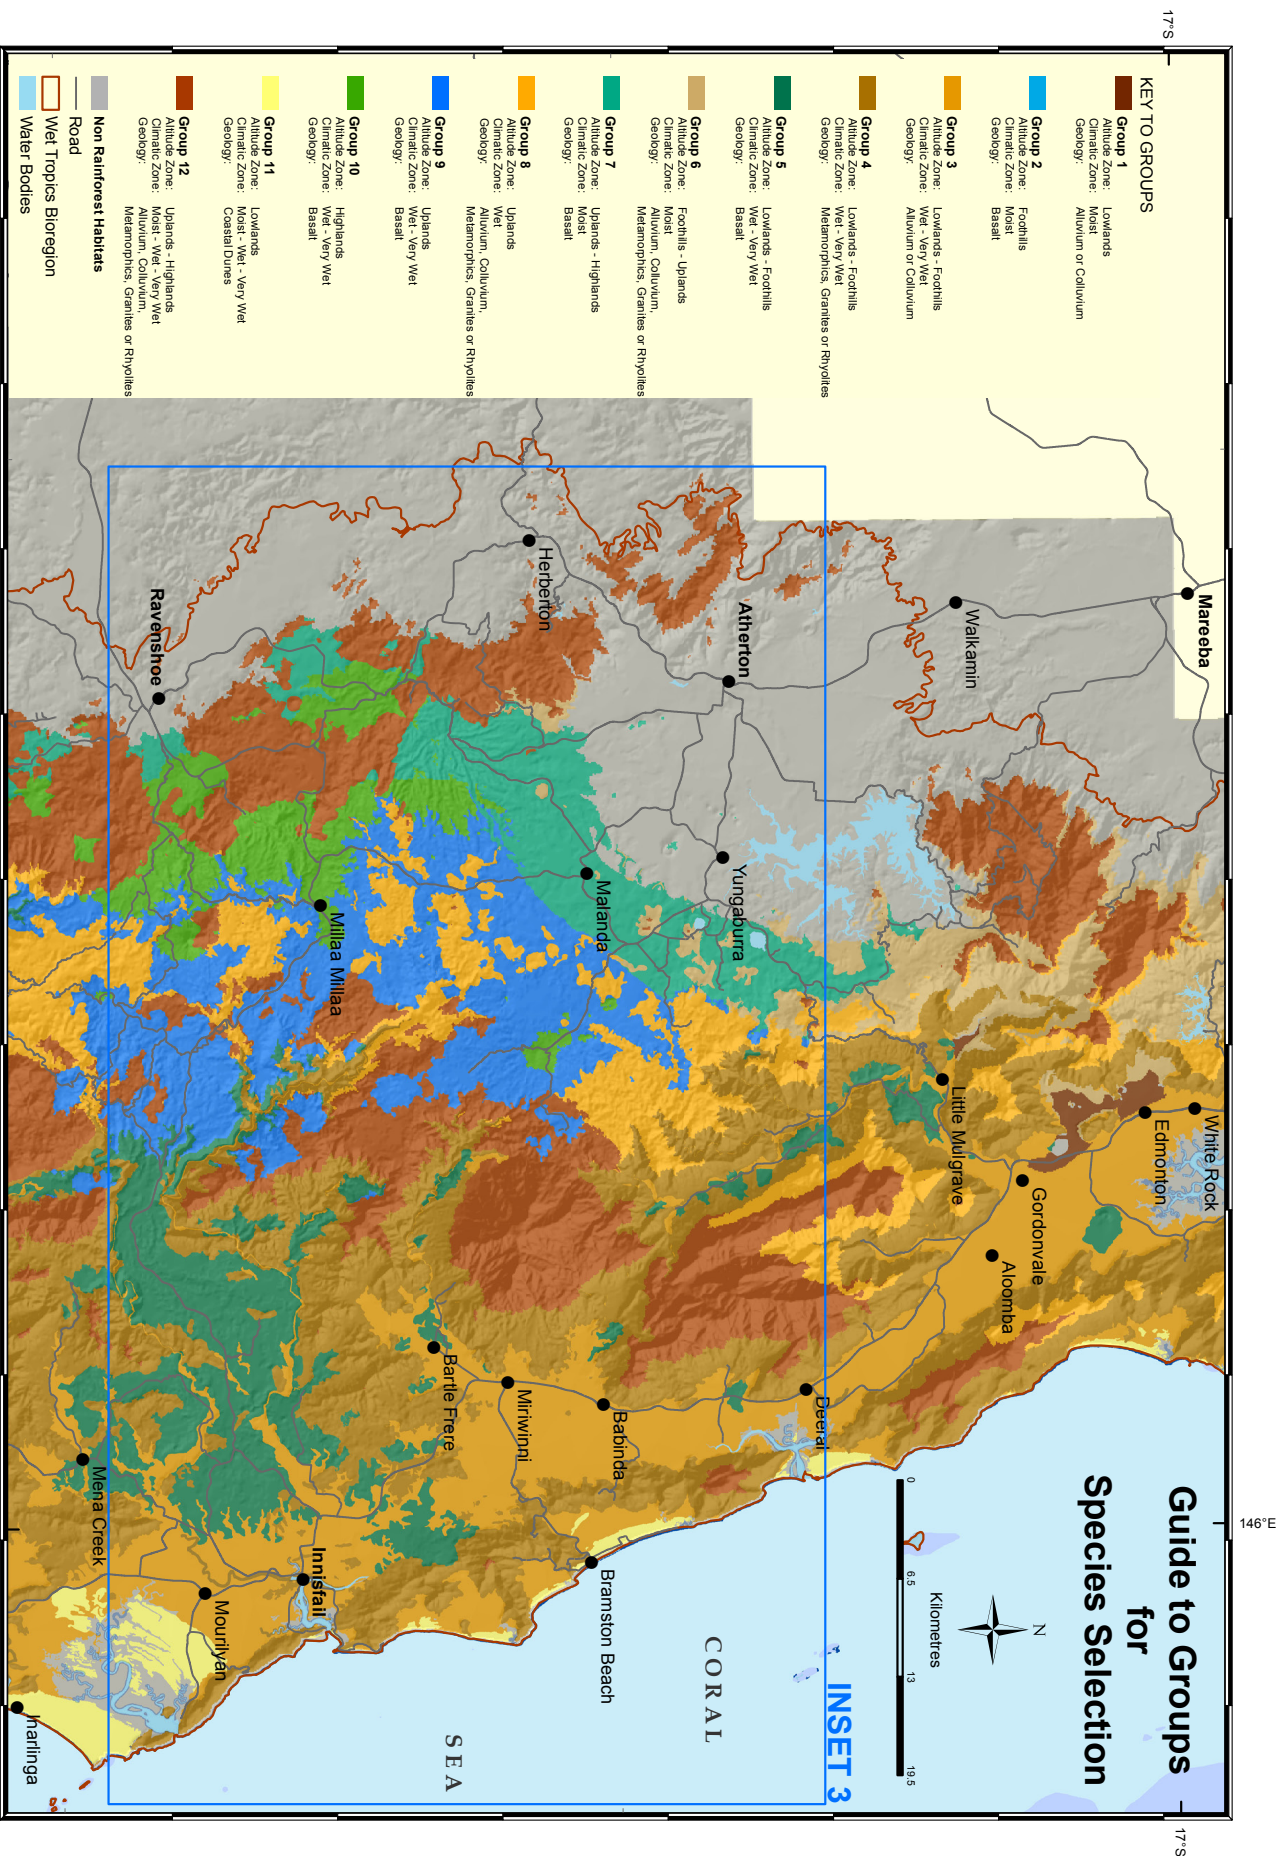 17°S
146°E
17°S
Guide to Groups
for
Species Selection
N
Kilometres
0 6.5 13 19.5
INSET 3
CORAL
SEA
KEY TO GROUPS
Group 1
Altitude Zone: Lowlands
Climatic Zone: Moist
Geology: Alluvium or Colluvium
Group 2
Altitude Zone: Foothills
Climatic Zone: Moist
Geology: Basalt
Group 3
Altitude Zone: Lowlands - Foothills
Climatic Zone: Wet - Very Wet
Geology: Alluvium or Colluvium
Group 4
Altitude Zone: Lowlands - Foothills
Climatic Zone: Wet - Very Wet
Geology: Metamorphics, Granites or Rhyolites
Group 5
Altitude Zone: Lowlands - Foothills
Climatic Zone: Wet - Very Wet
Geology: Basalt
Group 6
Altitude Zone: Foothills - Uplands
Climatic Zone: Moist
Geology: Alluvium, Colluvium,
Metamorphics, Granites or Rhyolites
Group 7
Altitude Zone: Uplands - Highlands
Climatic Zone: Moist
Geology: Basalt
Group 8
Altitude Zone: Uplands
Climatic Zone: Wet
Geology: Alluvium, Colluvium,
Metamorphics, Granites or Rhyolites
Group 9
Altitude Zone: Uplands
Climatic Zone: Wet - Very Wet
Geology: Basalt
Group 10
Altitude Zone: Highlands
Climatic Zone: Wet - Very Wet
Geology: Basalt
Group 11
Altitude Zone: Lowlands
Climatic Zone: Moist - Wet - Very Wet
Geology: Coastal Dunes
Group 12
Altitude Zone: Uplands - Highlands
Climatic Zone: Moist - Wet - Very Wet
Geology: Alluvium, Colluvium,
Metamorphics, Granites or Rhyolites
Non Rainforest Habitats
Road
Wet Tropics Bioregion
Water Bodies
Mareeba
White Rock
Edmonton
Gordonvale
Aloomba
Walkamin
Little Mulgrave
Deeral
Atherton
Yungaburra
Babinda
Bramston Beach
Malanda
Herberton
Miriwinni
Bartle Frere
Millaa Millaa
Innisfail
Mourilyan
Ravenshoe
Mena Creek
Inarlinga